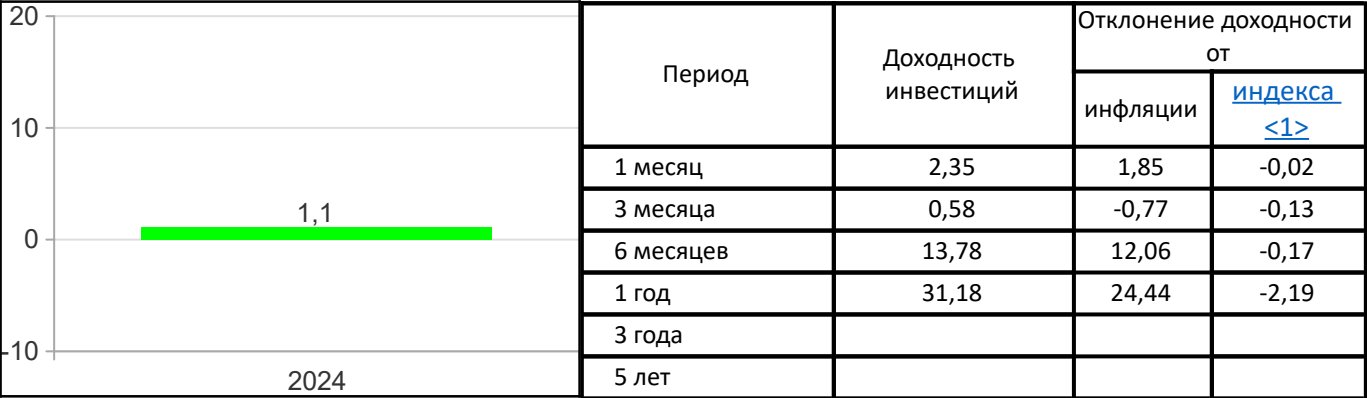 20
10
0
-10
1,1
2024
Период
Доходность
инвестиций
Отклонение доходности
от
инфляции
индекса
<1>
1 месяц 2,35 1,85 -0,02
3 месяца 0,58 -0,77 -0,13
6 месяцев 13,78 12,06 -0,17
1 год 31,18 24,44 -2,19
3 года
5 лет